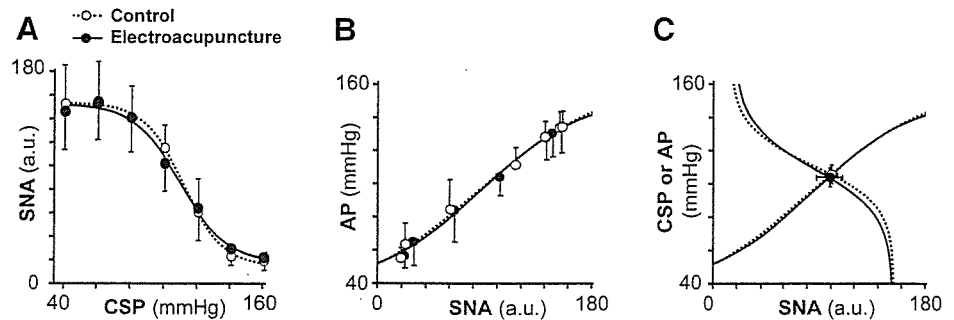 A
Control
Electroacupuncture
180
SNA (a.u.)
0
40
CSP (mmHg)
160
B
160
AP (mmHg)
40
0
SNA (a.u.)
180
C
160
CSP or AP
(mmHg)
40
0
SNA (a.u.)
180